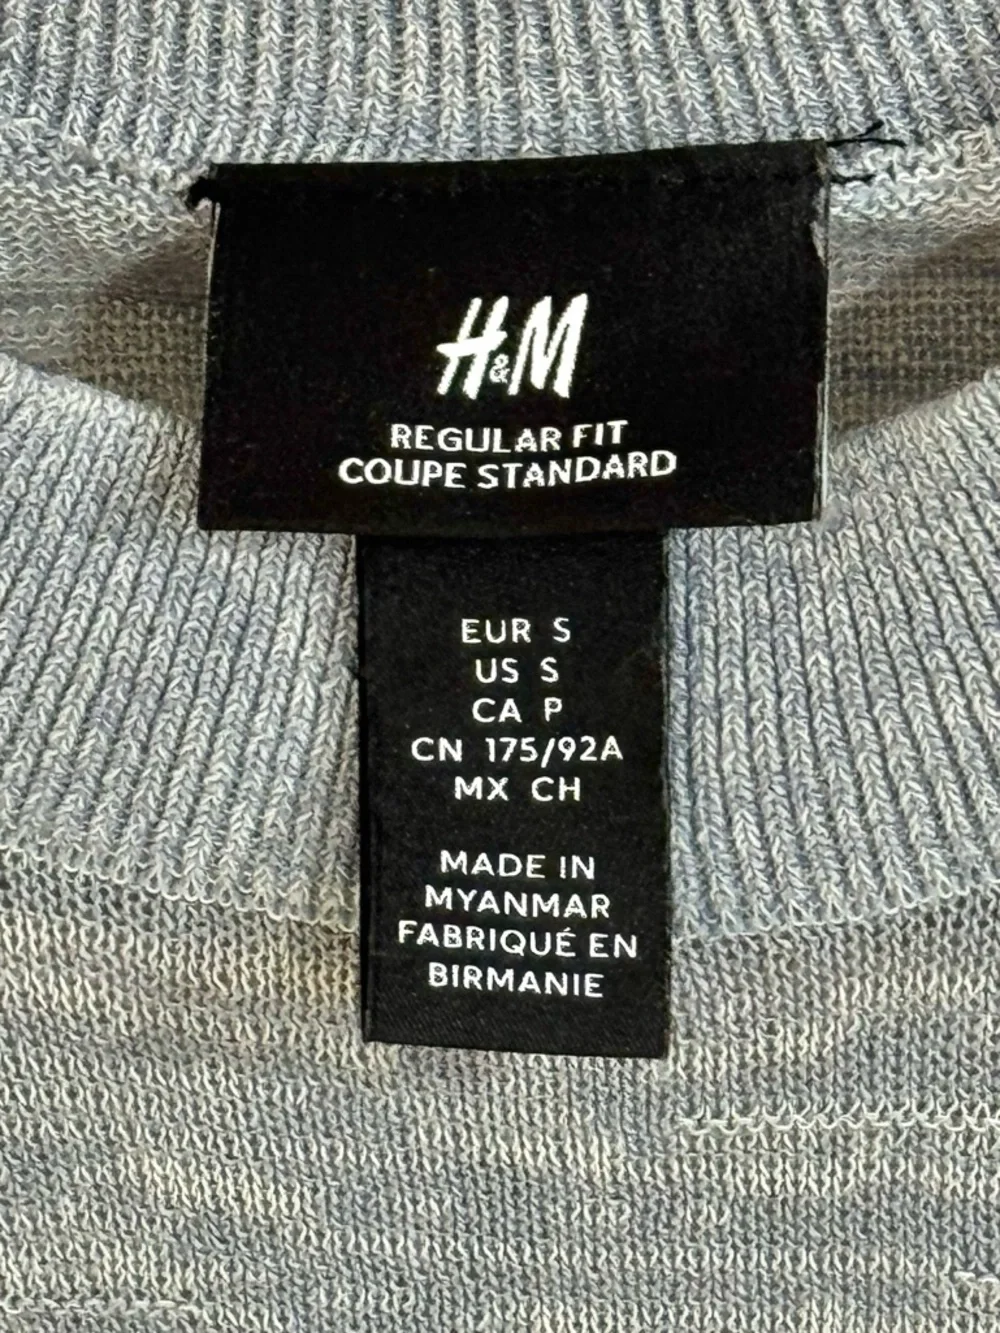 H&M
REGULAR FIT
COUPE STANDARD
EUR S
US S
CA P
CN 175/92A
MX CH
MADE IN
MYANMAR
FABRIQUÉ EN
BIRMANIE